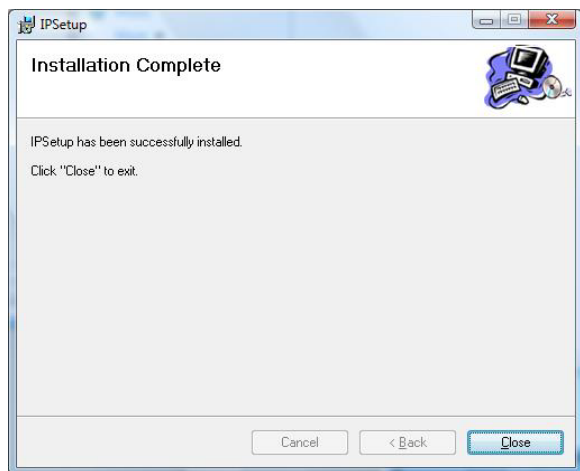 IPSetup
Installation Complete
IPSetup has been successfully installed.
Click "Close" to exit.
Cancel
< Back
Close